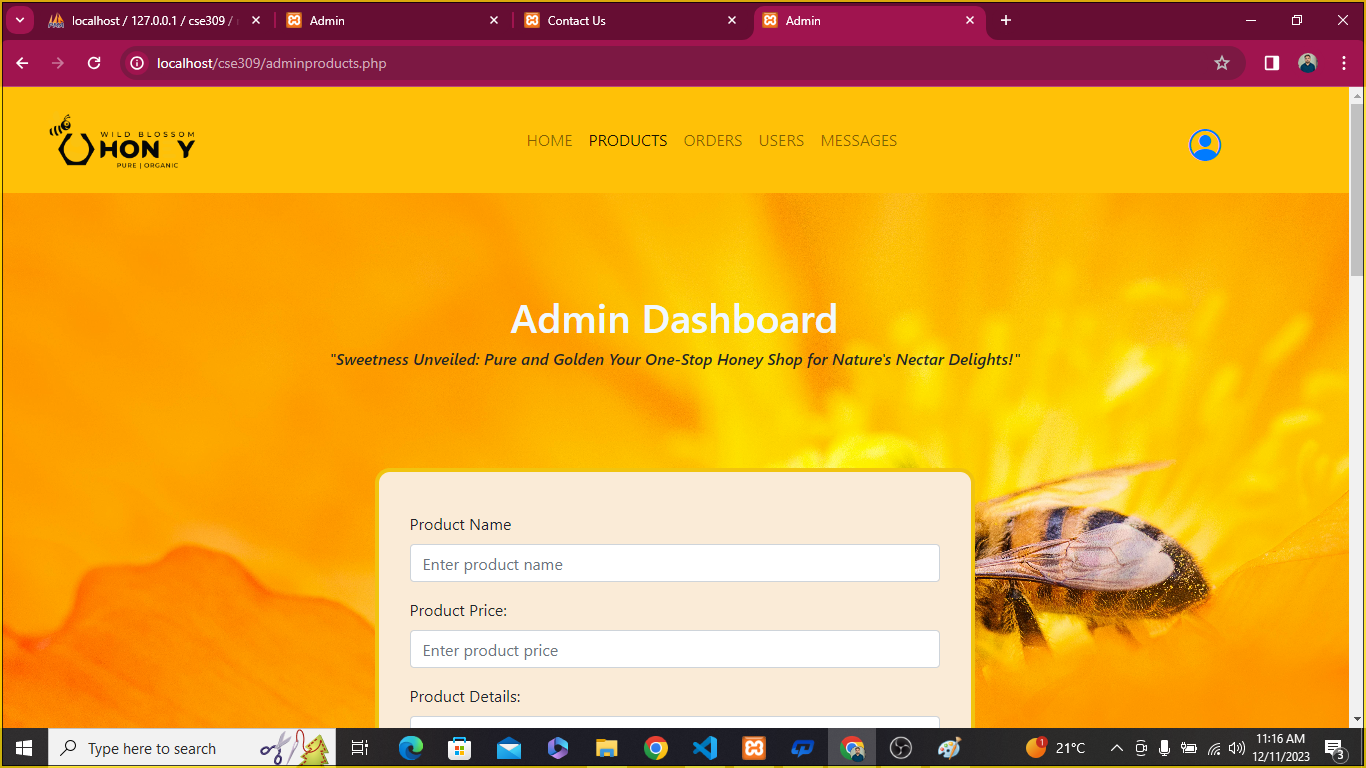 localhost / 127.0.0.1 / cse309 /
Admin
Contact Us
Admin
localhost/cse309/adminproducts.php
WILD BLOSSOM
HON Y
PURE | ORGANIC
HOME PRODUCTS ORDERS USERS MESSAGES
Admin Dashboard
"Sweetness Unveiled: Pure and Golden Your One-Stop Honey Shop for Nature's Nectar Delights!"
Product Name
Enter product name
Product Price:
Enter product price
Product Details:
Type here to search
1
21°C
11:16 AM
12/11/2023
3